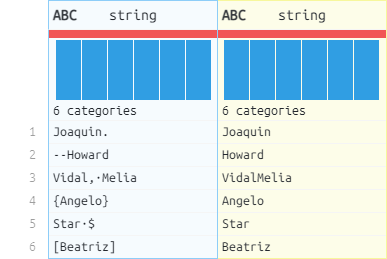 ABC string ABC string
6 categories 6 categories
1 Joaquin. Joaquin
2 --Howard Howard
3 Vidal,·Melia VidalMelia
4 {Angelo} Angelo
5 Star·$ Star
6 [Beatriz] Beatriz